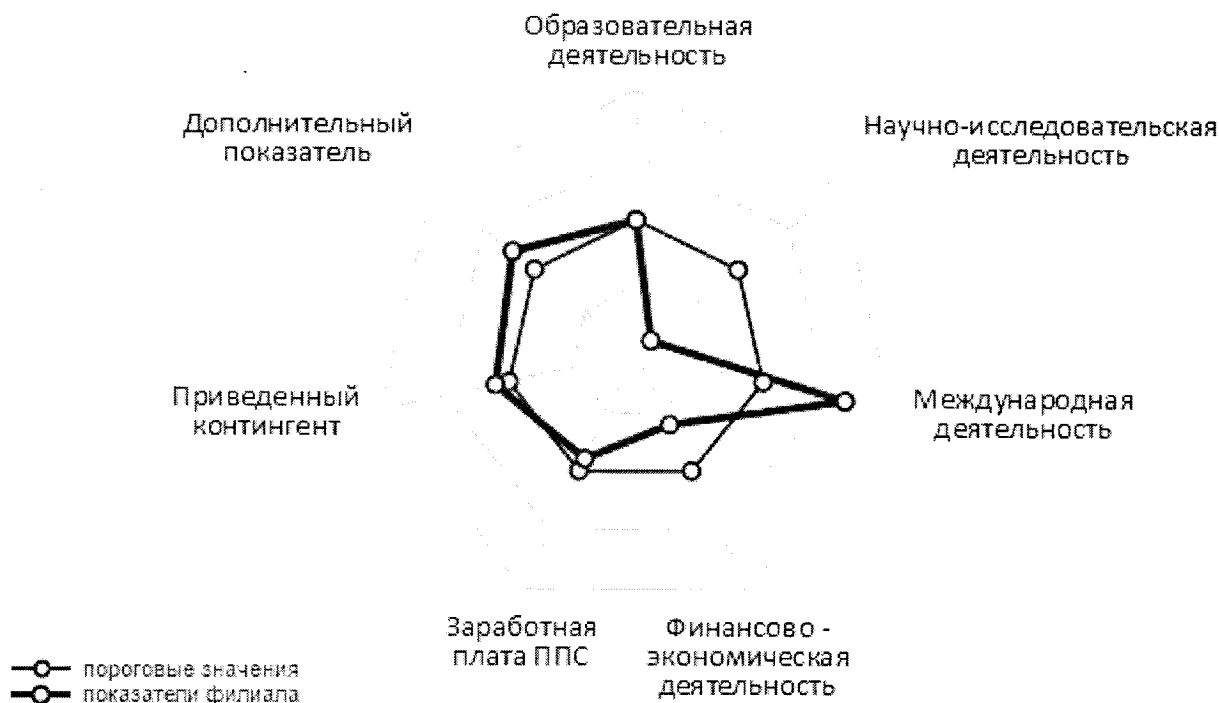 Образовательная
деятельность
Дополнительный
показатель
Научно-исследовательская
деятельность
Приведенный
контингент
Международная
деятельность
Заработная
плата ППС
Финансово -
экономическая
деятельность
пороговые значения
показатели филиала